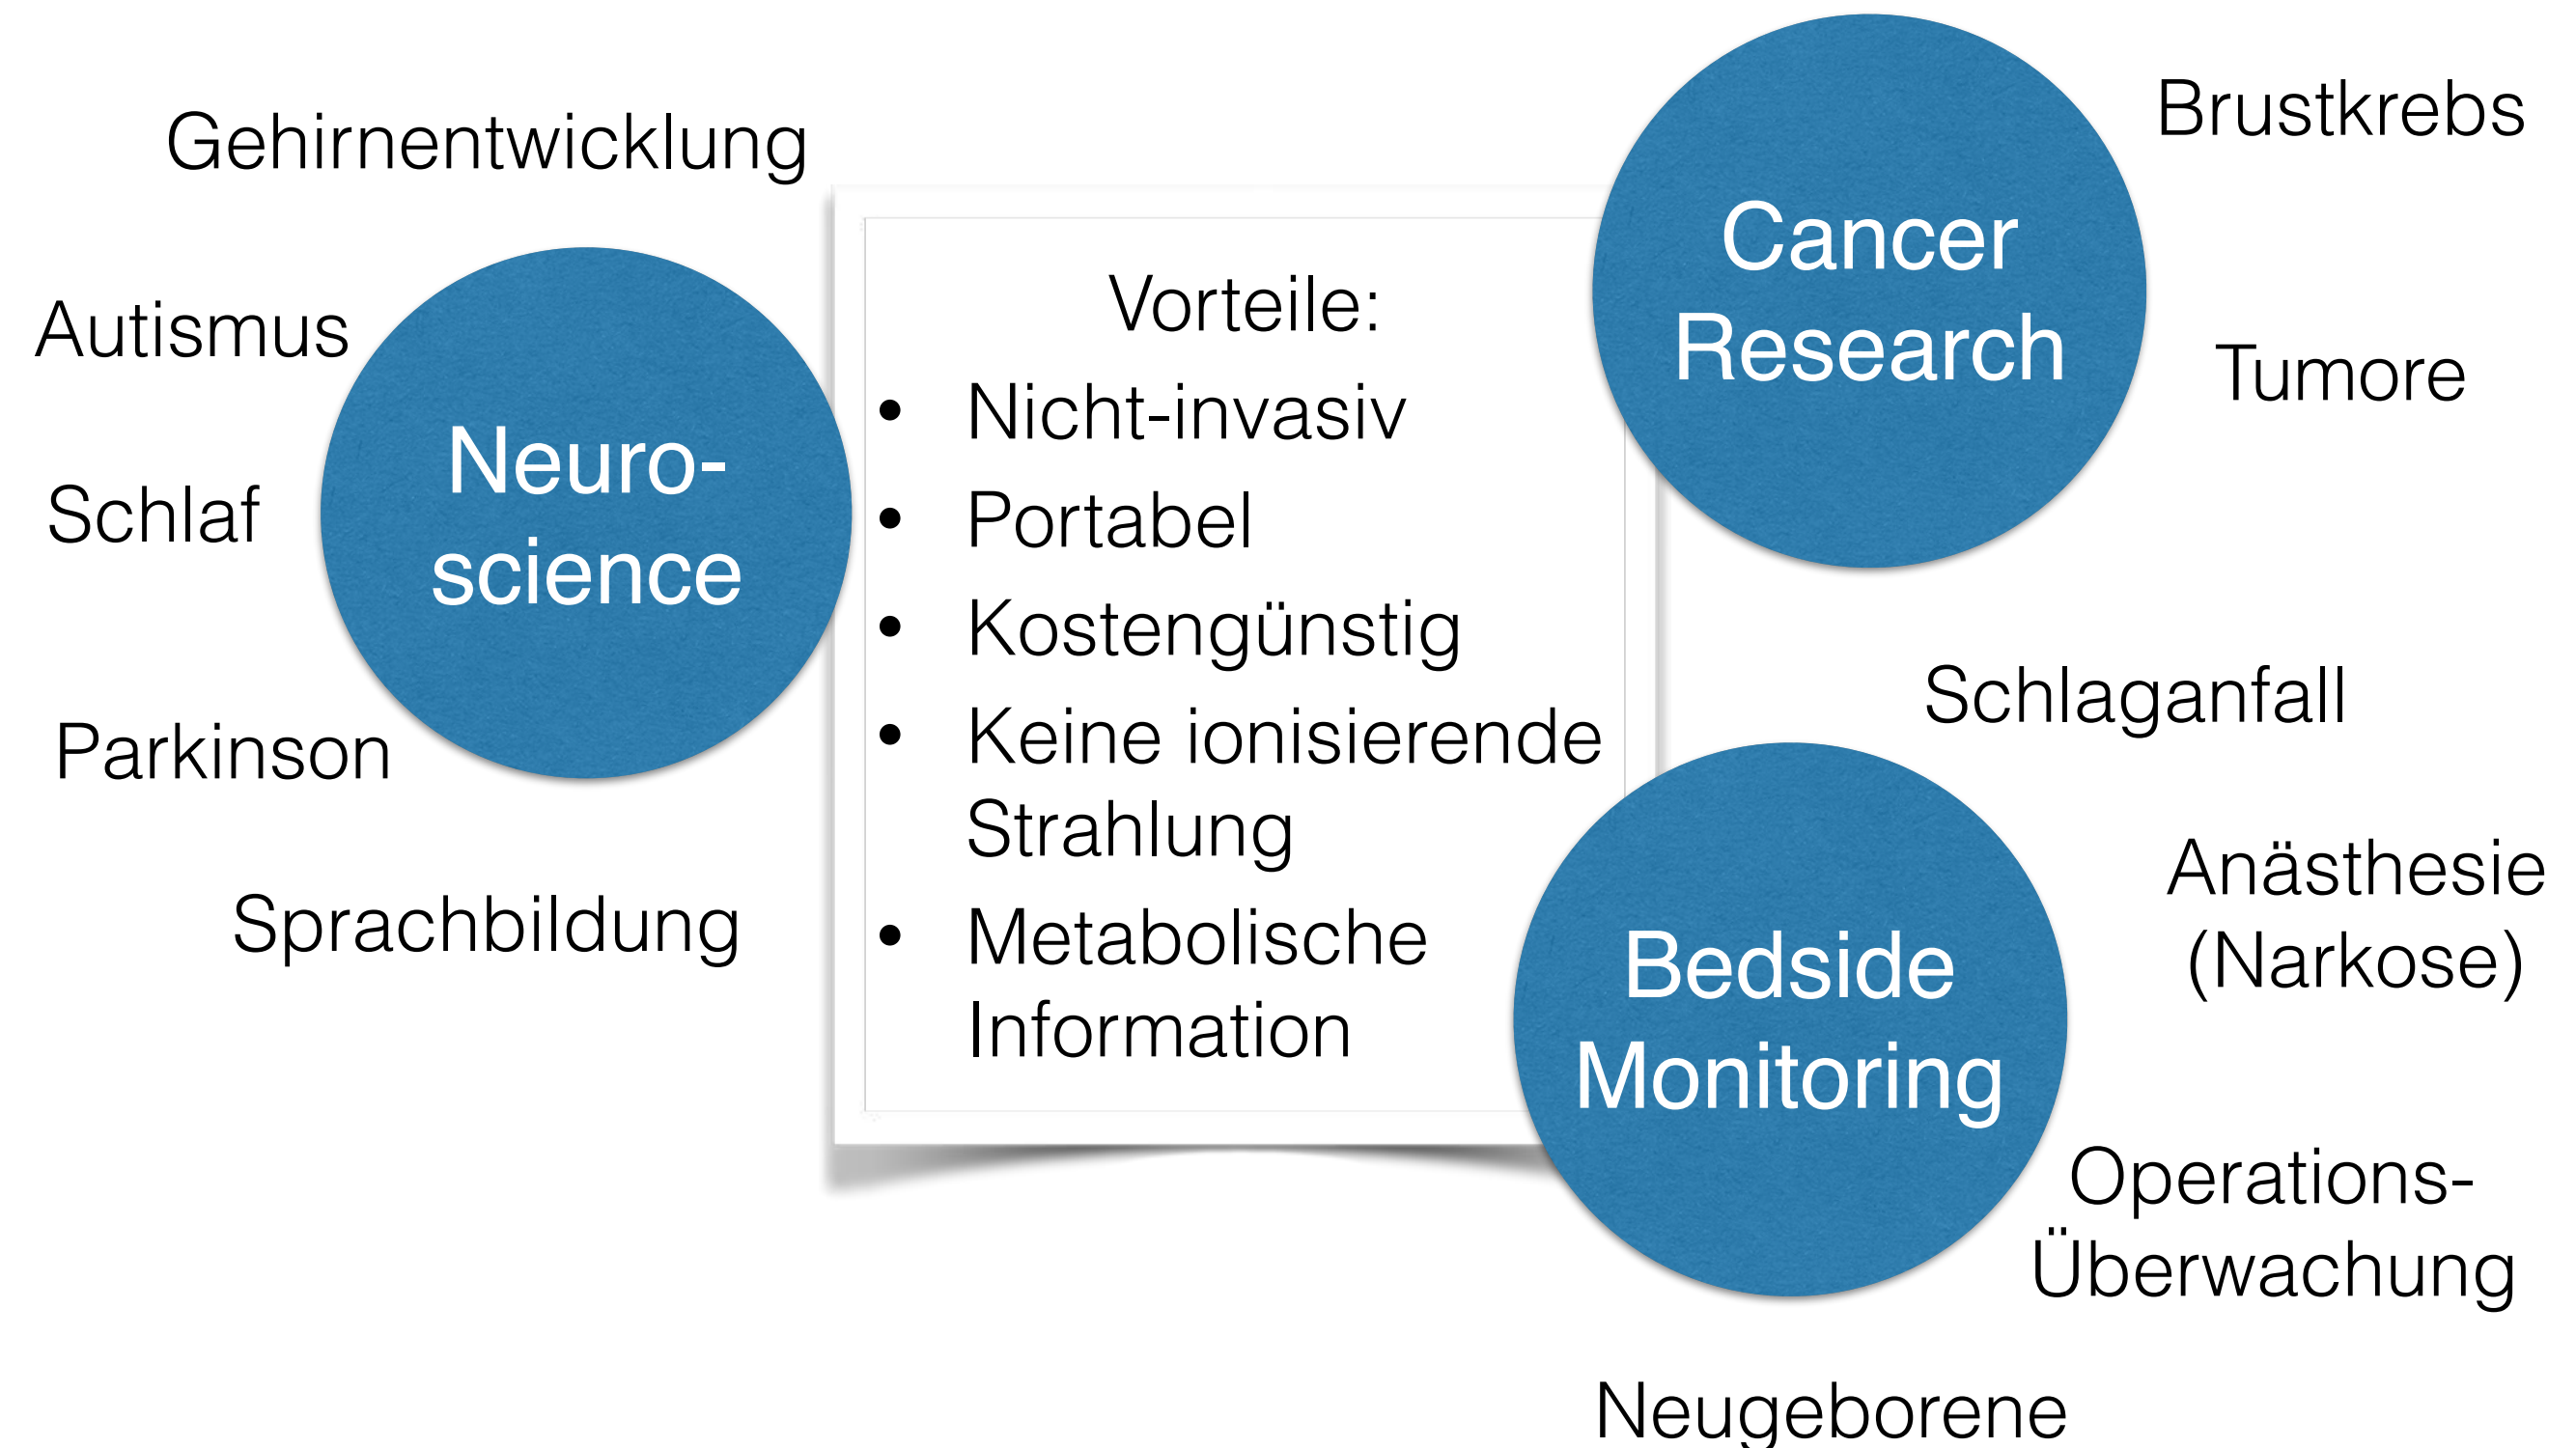 Gehirnentwicklung
Autismus
Schlaf
Neuro-
science
Parkinson
Sprachbildung
Vorteile:
• Nicht-invasiv
• Portabel
• Kostengünstig
• Keine ionisierende
Strahlung
• Metabolische
Information
Cancer
Research
Brustkrebs
Tumore
Schlaganfall
Bedside
Monitoring
Anästhesie
(Narkose)
Operations-
Überwachung
Neugeborene